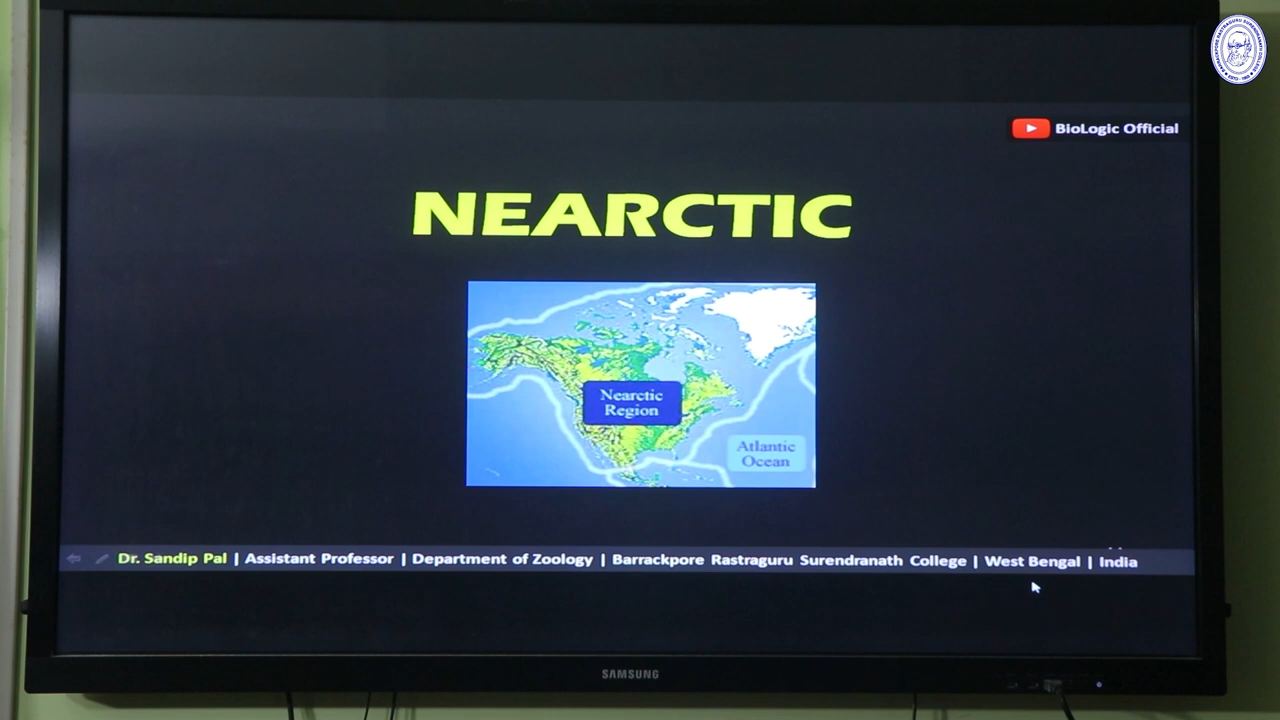 BioLogic Official
NEARCTIC
Nearctic
Region
Atlantic
Ocean
Dr. Sandip Pal | Assistant Professor | Department of Zoology | Barrackpore Rastraguru Surendranath College | West Bengal | India
SAMSUNG